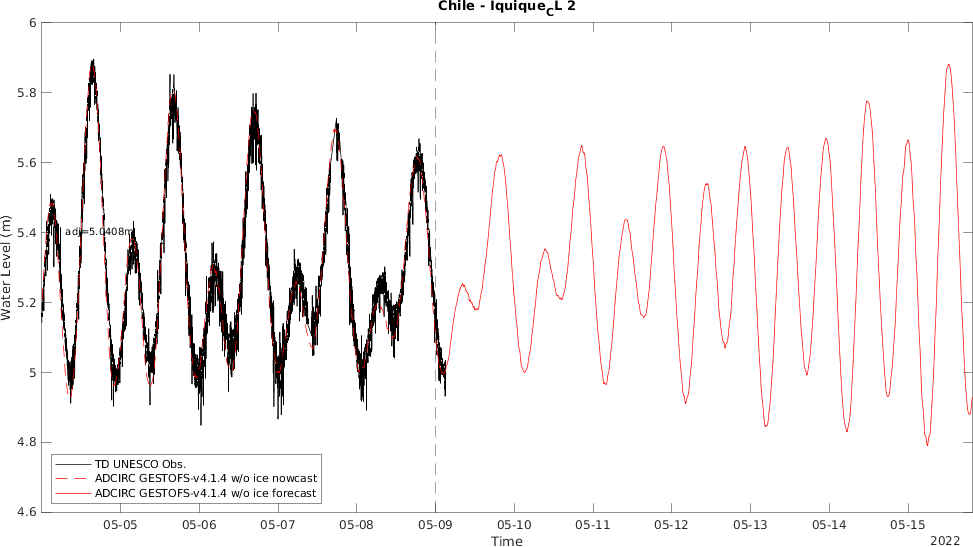 Chile - Iquique_CL 2
Water Level (m)
6
5.8
5.6
5.4
5.2
5
4.8
4.6
adj=5.0408m
TD UNESCO Obs.
ADCIRC GESTOFS-v4.1.4 w/o ice nowcast
ADCIRC GESTOFS-v4.1.4 w/o ice forecast
05-05 05-06 05-07 05-08 05-09 05-10 05-11 05-12 05-13 05-14 05-15
Time
2022